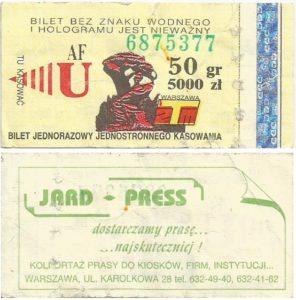 BILET BEZ ZNAKU WODNEGO
I HOLOGRAMU JEST NIEWAŻNY
TU KASOWAĆ
AF
6875377
U
50 gr
5000 zł
WARSZAWA
BILET JEDNORAZOWY JEDNOSTRONNEGO KASOWANIA
JARD - PRESS
dostarczamy prasę...
...najskuteczniej !
KOLPORTAŻ PRASY DO KIOSKÓW, FIRM, INSTYTUCJI...
WARSZAWA, UL. KAROLKOWA 28 tel. 632-49-40, 632-41-62